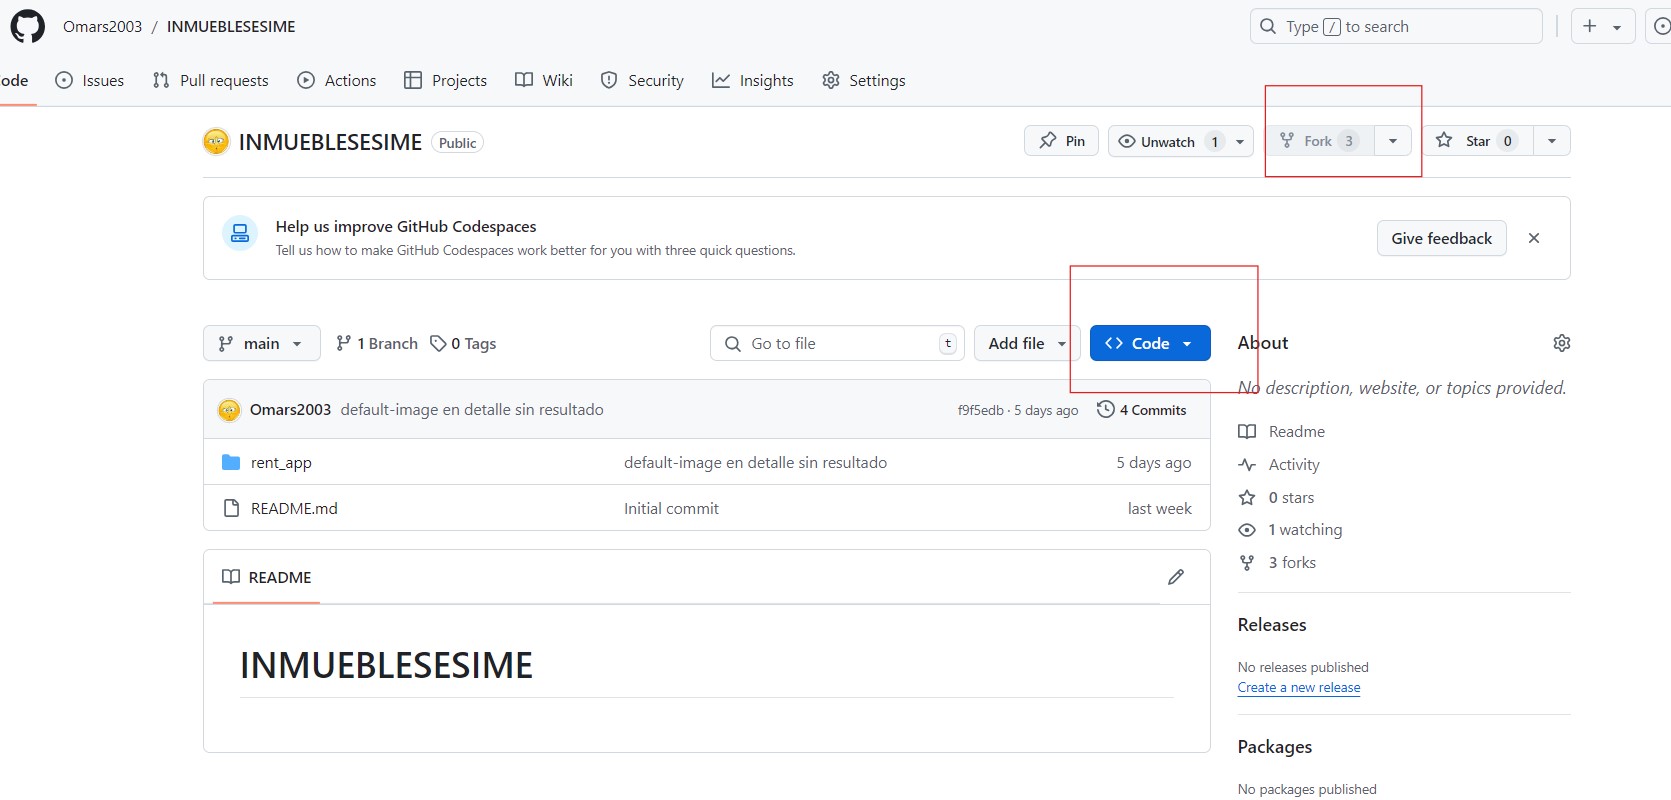 Omars2003 / INMUEBLESESIME
Type / to search
ode Issues Pull requests Actions Projects Wiki Security Insights Settings
INMUEBLESESIME Public
Pin Unwatch 1 Fork 3 Star 0
Help us improve GitHub Codespaces
Tell us how to make GitHub Codespaces work better for you with three quick questions.
Give feedback
main 1 Branch 0 Tags
Go to file t
Add file
Code
Omars2003 default-image en detalle sin resultado f9f5edb · 5 days ago 4 Commits
rent_app default-image en detalle sin resultado 5 days ago
README.md Initial commit last week
README
INMUEBLESESIME
About
No description, website, or topics provided.
Readme
Activity
0 stars
1 watching
3 forks
Releases
No releases published
Create a new release
Packages
No packages published